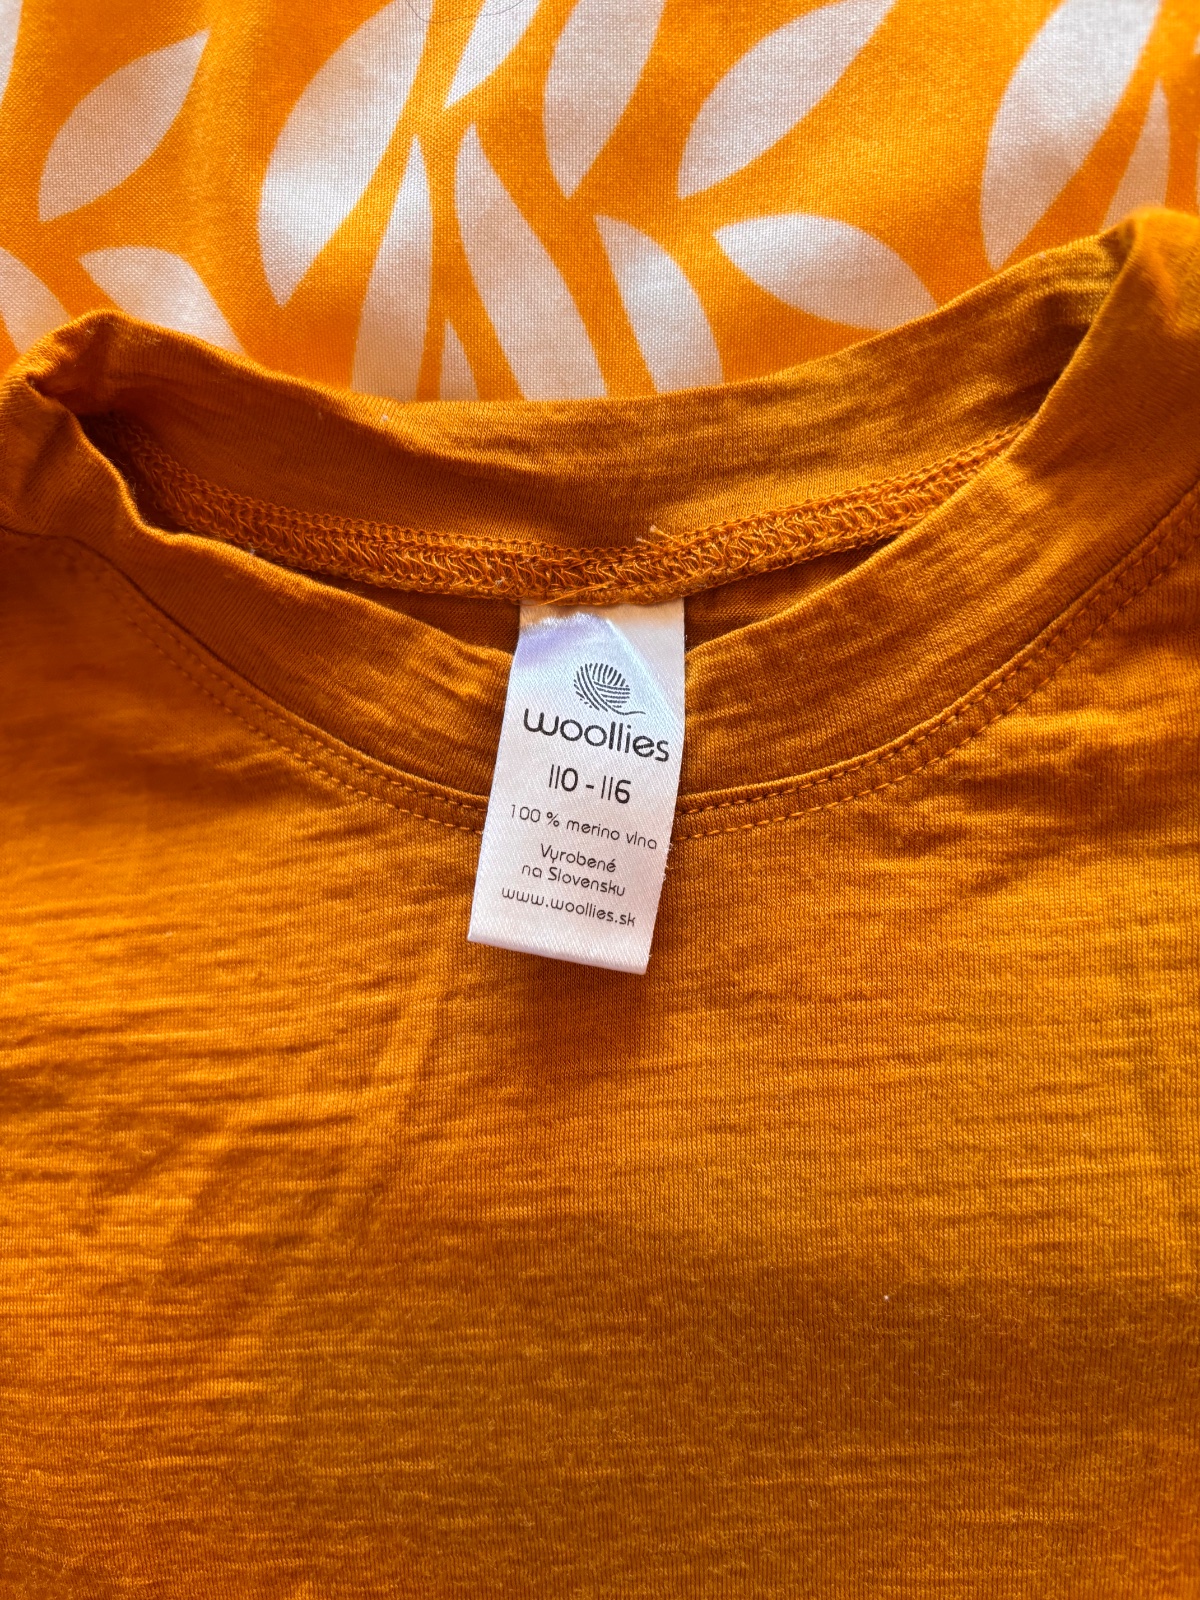 woollies
110 - 116
100 % merino vlna
Vyrobené
na Slovensku
www.woollies.sk